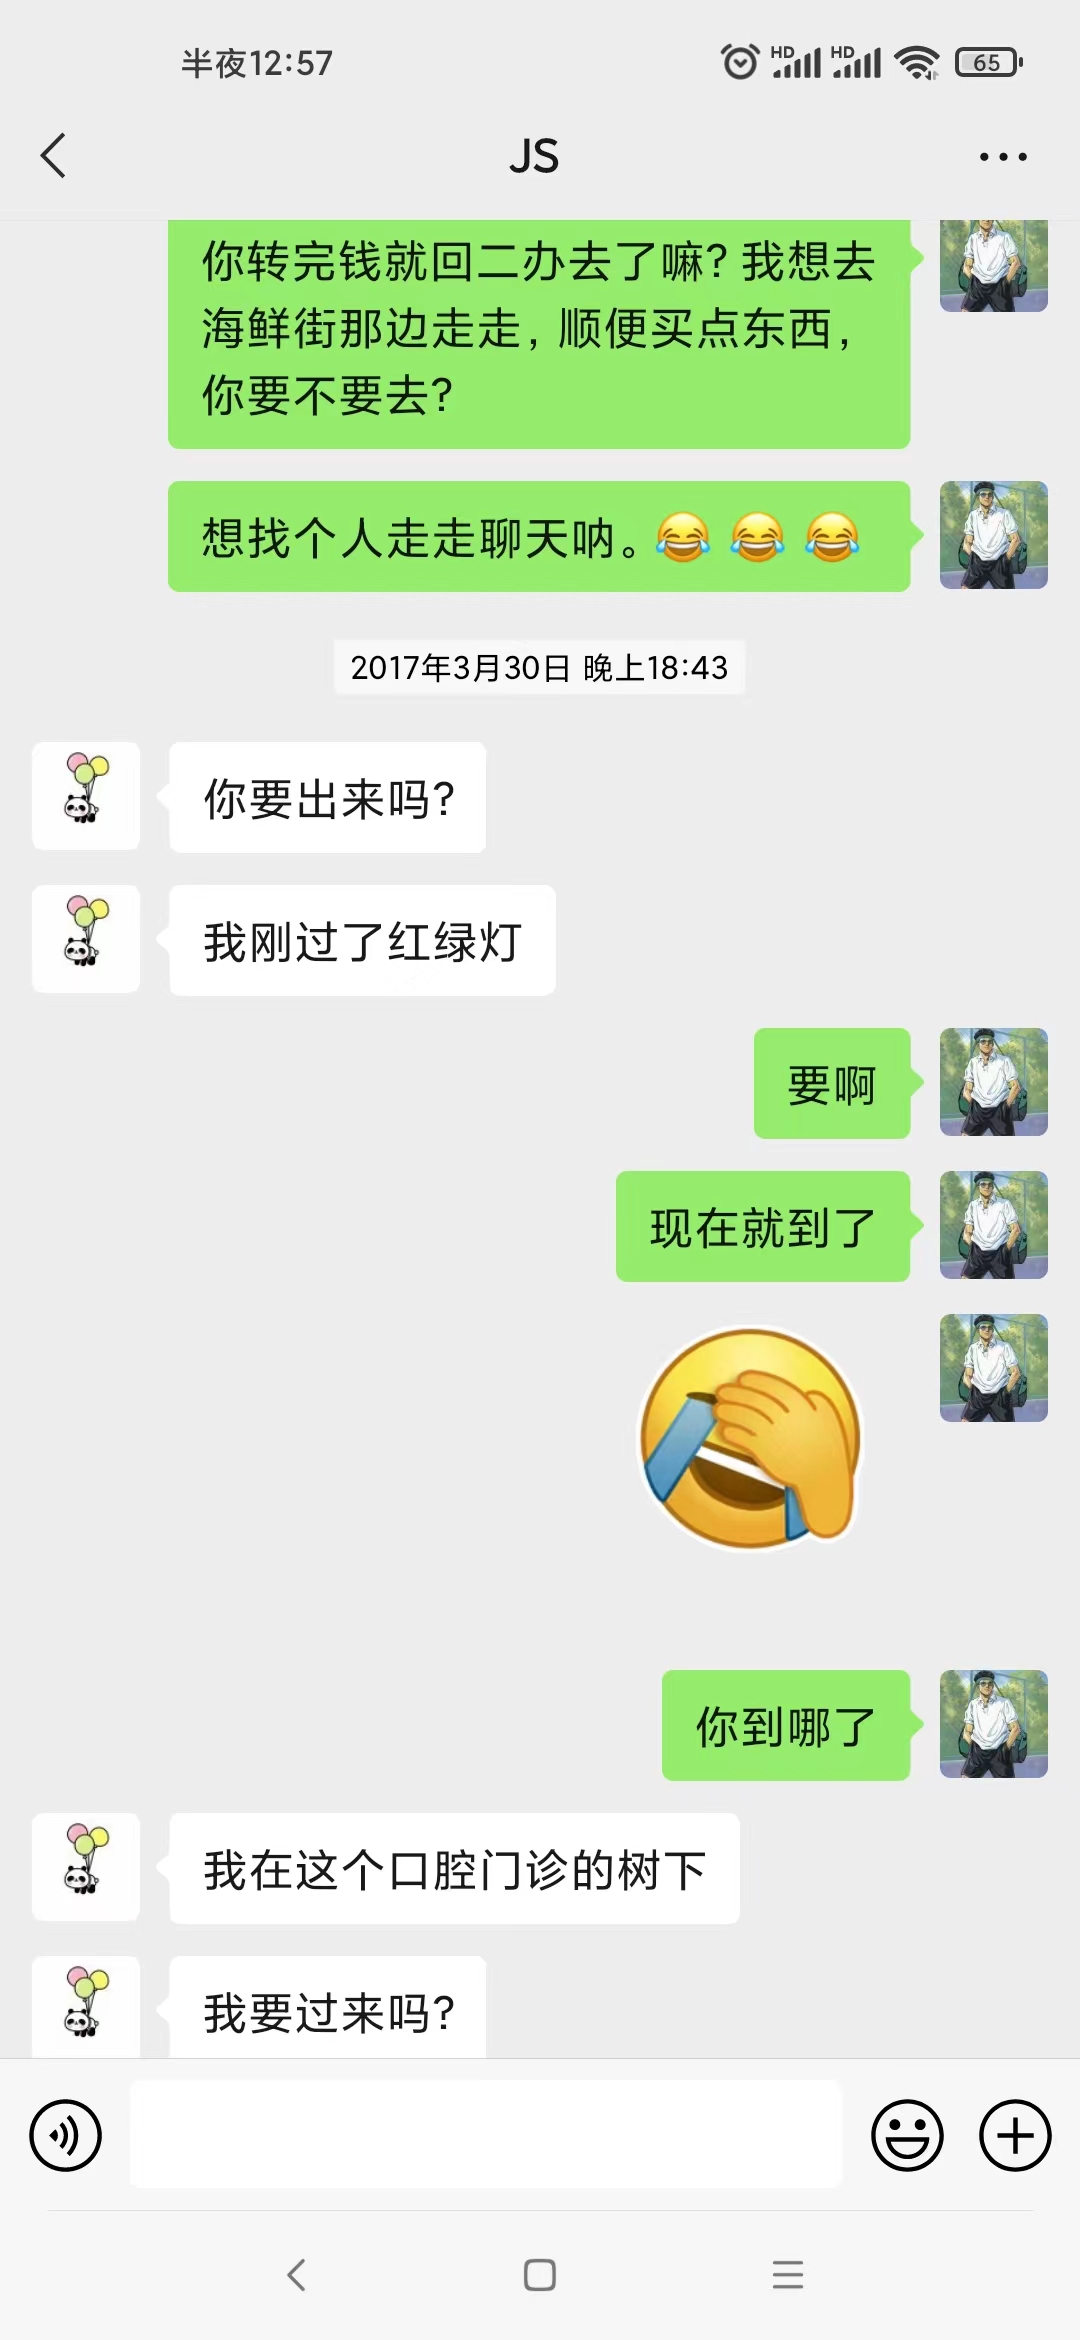 半夜12:57
HD HD 65
JS
你转完钱就回二办去了嘛？我想去
海鲜街那边走走，顺便买点东西，
你要不要去？
想找个人走走聊天呐。😂😂😂
2017年3月30日 晚上18:43
你要出来吗？
我刚过了红绿灯
要啊
现在就到了
你到哪了
我在这个口腔门诊的树下
我要过来吗？